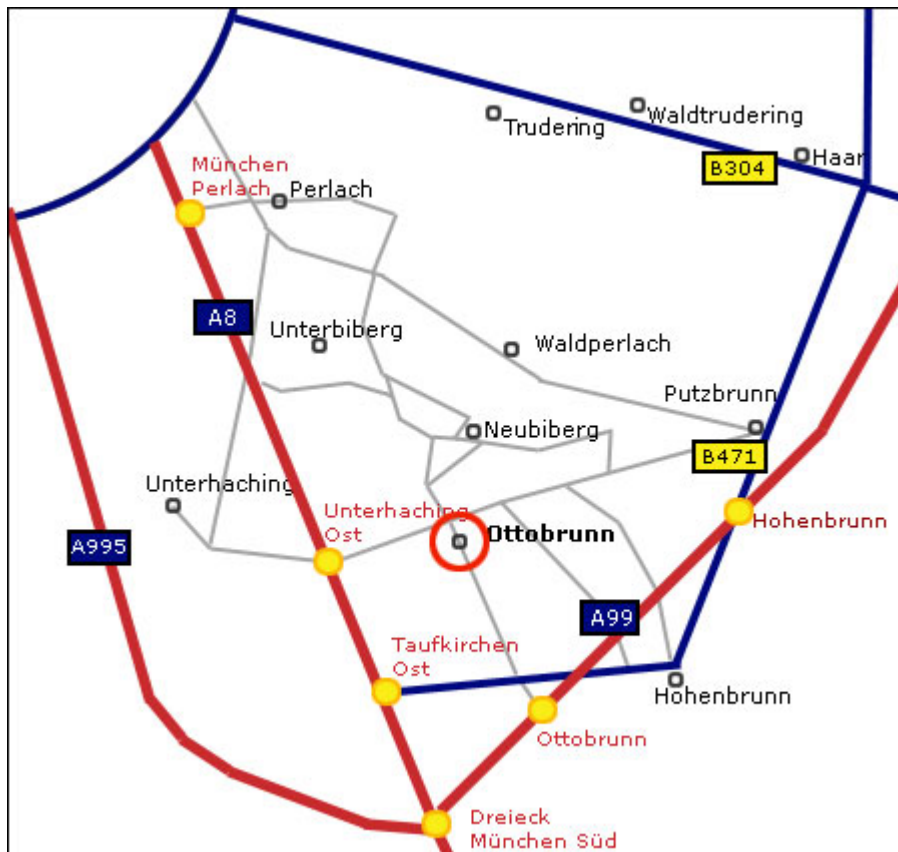 Waldtrudering
Trudering
Haar
B304
München
Perlach
Perlach
A8
Unterbiberg
Waldperlach
Putzbrunn
Neubiberg
B471
Unterhaching
Unterhaching
Ost
Hohenbrunn
Ottobrunn
A995
A99
Taufkirchen
Ost
Hohenbrunn
Ottobrunn
Dreieck
München Süd